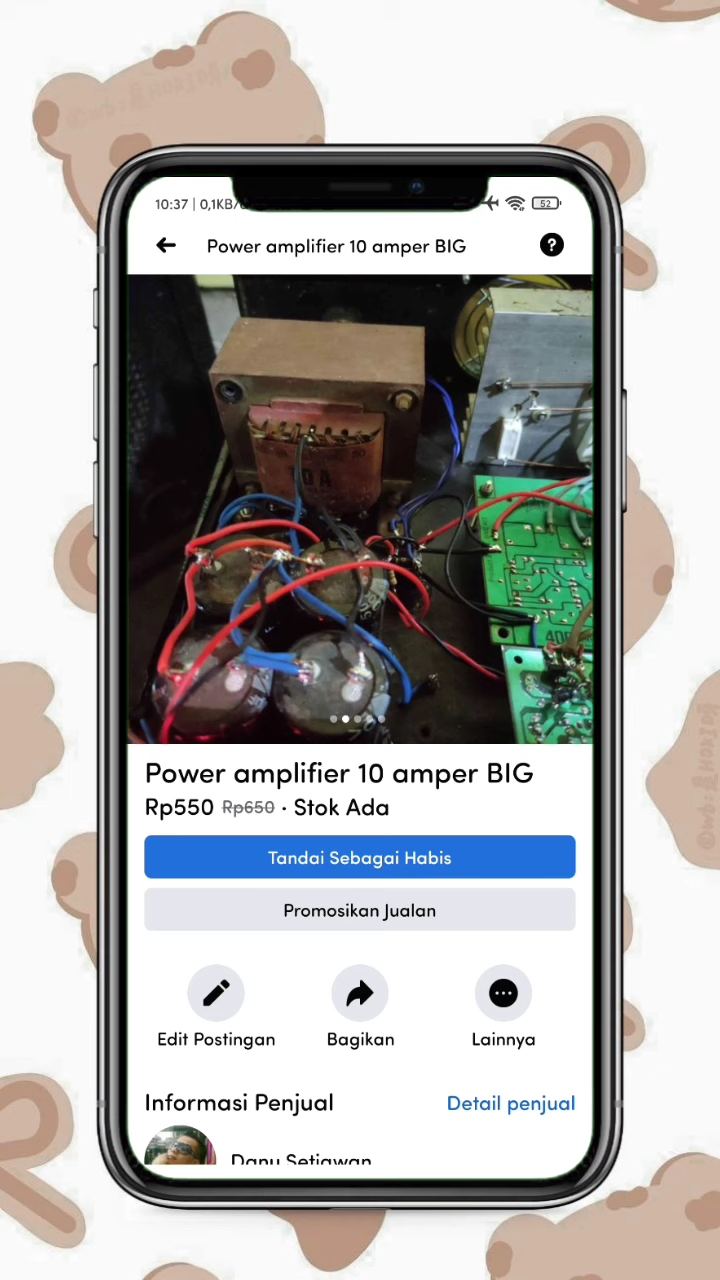 10:37 | 0,1KB/
52
Power amplifier 10 amper BIG
10A
Power amplifier 10 amper BIG
Rp550 Rp650 · Stok Ada
Tandai Sebagai Habis
Promosikan Jualan
Edit Postingan
Bagikan
Lainnya
Informasi Penjual
Detail penjual
Danu Setiawan